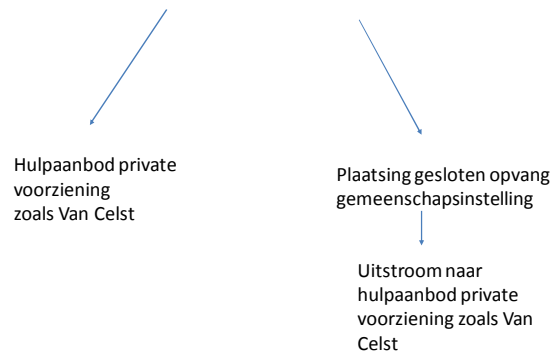 Hulpaanbod private
voorziening
zoals Van Celst
Plaatsing gesloten opvang
gemeenschapsinstelling
Uitstroom naar
hulpaanbod private
voorziening zoals Van
Celst